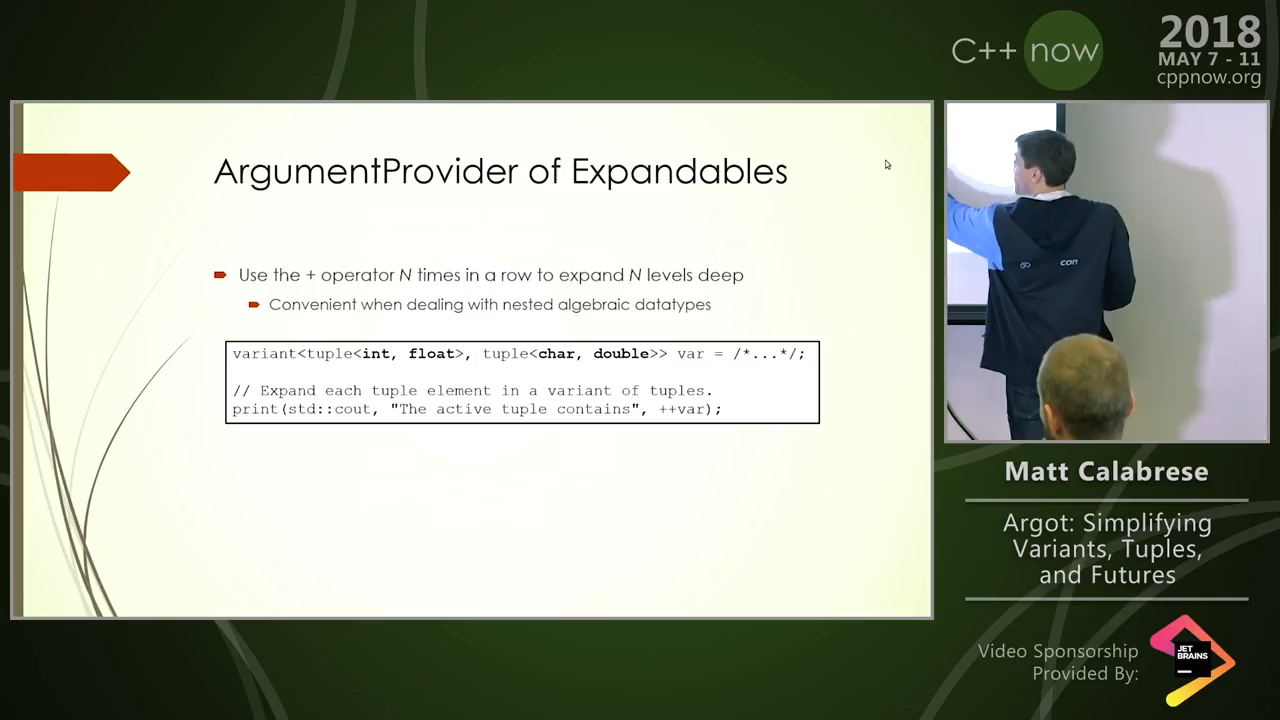 C++ now
2018
MAY 7 - 11
cppnow.org
ArgumentProvider of Expandables
Use the + operator N times in a row to expand N levels deep
Convenient when dealing with nested algebraic datatypes
variant<tuple<int, float>, tuple<char, double>> var = /*...*/;
// Expand each tuple element in a variant of tuples.
print(std::cout, "The active tuple contains", ++var);
con
Matt Calabrese
Argot: Simplifying
Variants, Tuples,
and Futures
Video Sponsorship
Provided By:
JET
BRAINS